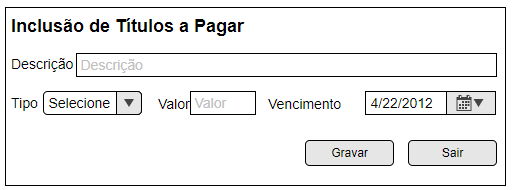 Inclusão de Títulos a Pagar
Descrição Descrição
Tipo Selecione Valor Valor Vencimento 4/22/2012
Gravar Sair